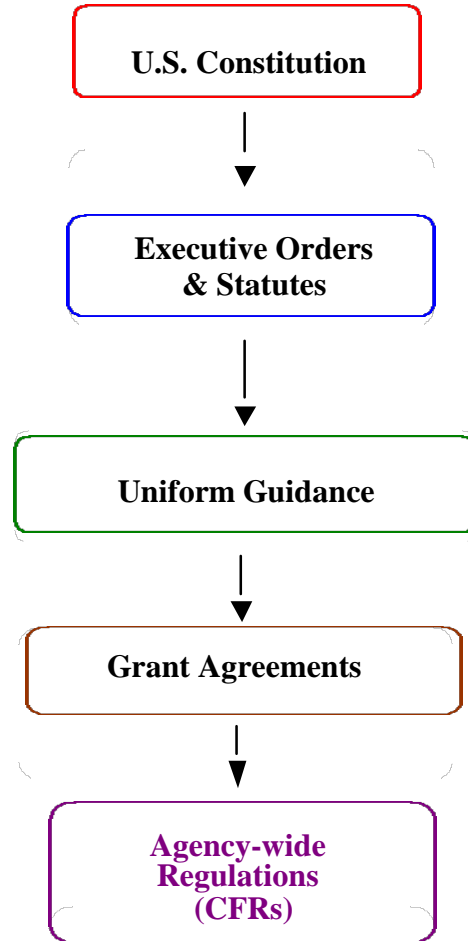 U.S. Constitution
Executive Orders
& Statutes
Uniform Guidance
Grant Agreements
Agency-wide
Regulations
(CFRs)